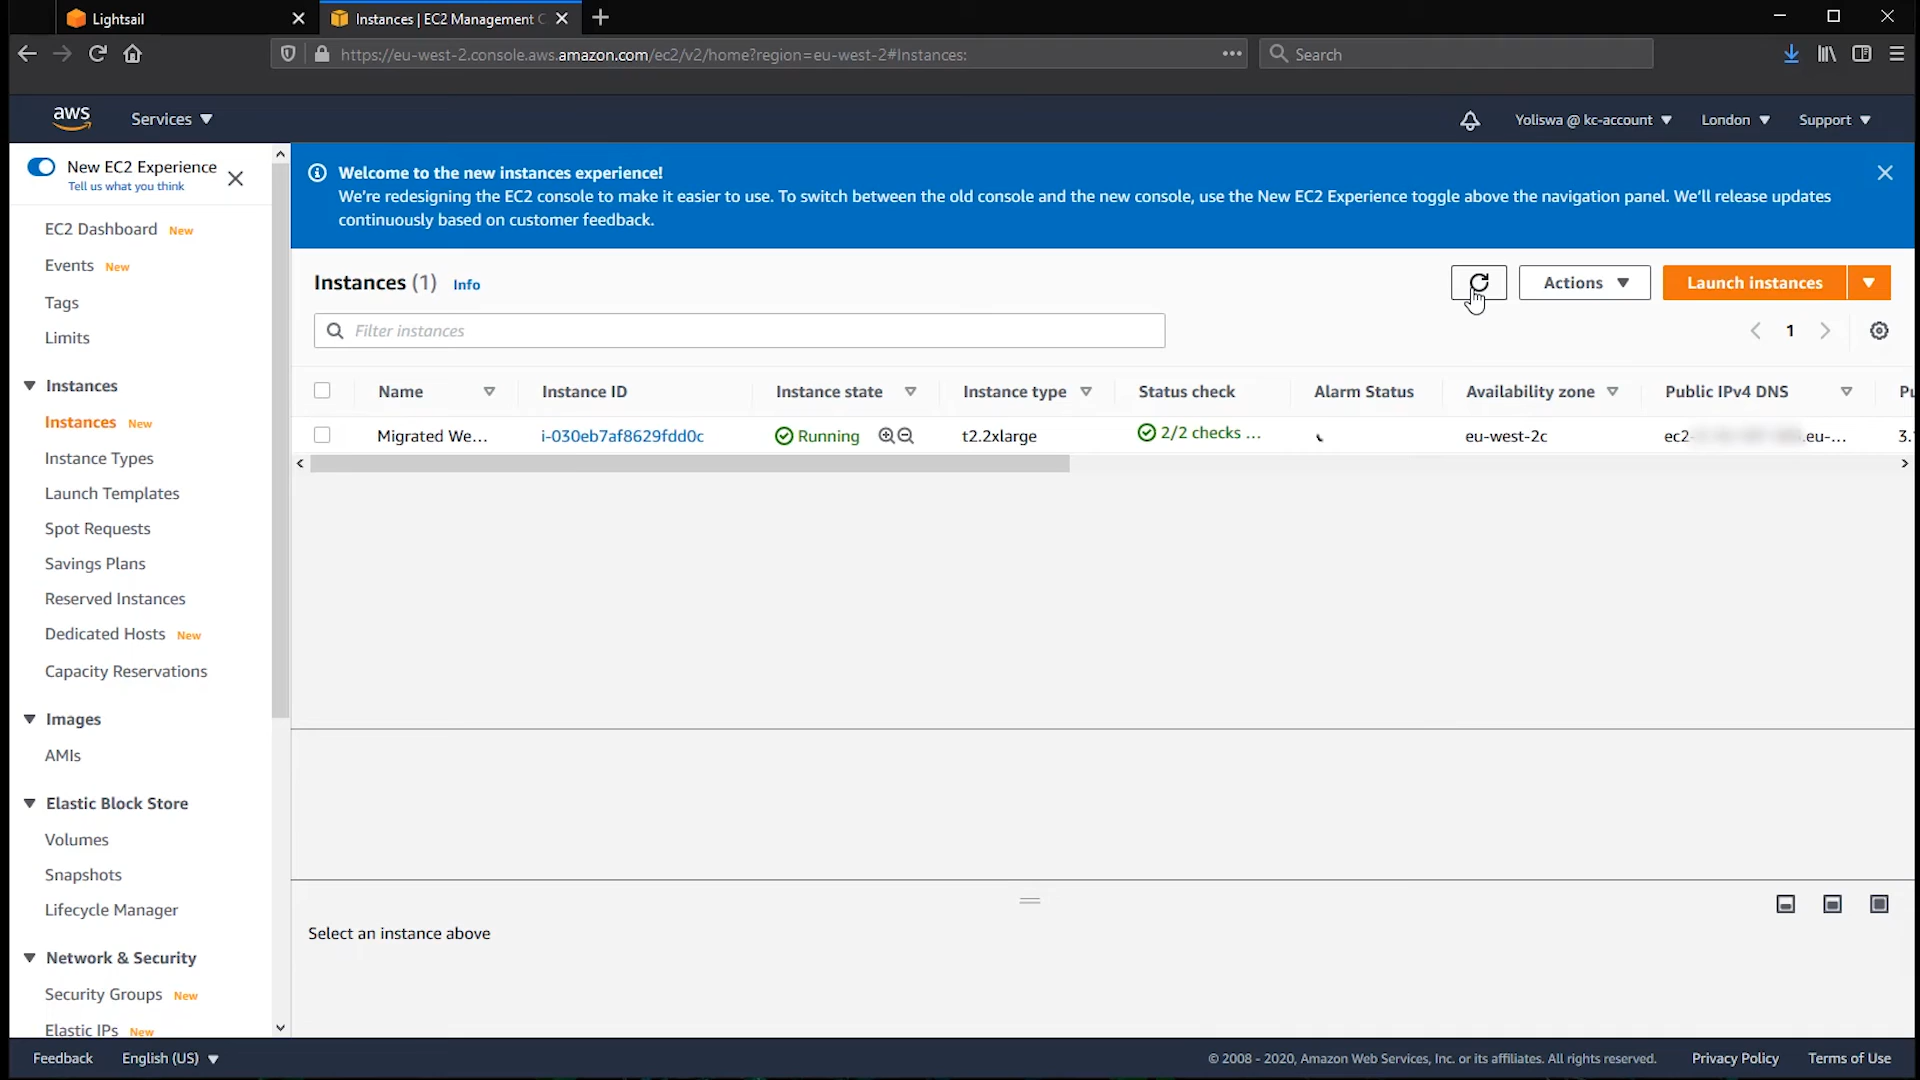 Lightsail
Instances | EC2 Management C
https://eu-west-2.console.aws.amazon.com/ec2/v2/home?region=eu-west-2#Instances:
Search
aws
Services
Yoliswa @ kc-account
London
Support
New EC2 Experience
Tell us what you think
EC2 Dashboard New
Events New
Tags
Limits
Instances
Instances New
Instance Types
Launch Templates
Spot Requests
Savings Plans
Reserved Instances
Dedicated Hosts New
Capacity Reservations
Images
AMIs
Elastic Block Store
Volumes
Snapshots
Lifecycle Manager
Network & Security
Security Groups New
Elastic IPs New
Welcome to the new instances experience!
We're redesigning the EC2 console to make it easier to use. To switch between the old console and the new console, use the New EC2 Experience toggle above the navigation panel. We'll release updates
continuously based on customer feedback.
Instances (1) Info
Actions
Launch instances
Filter instances
1
Name Instance ID Instance state Instance type Status check Alarm Status Availability zone Public IPv4 DNS Pu
Migrated We... i-030eb7af8629fdd0c Running t2.2xlarge 2/2 checks ... eu-west-2c ec2- .eu-... 3.
Select an instance above
Feedback
English (US)
© 2008 - 2020, Amazon Web Services, Inc. or its affiliates. All rights reserved.
Privacy Policy
Terms of Use